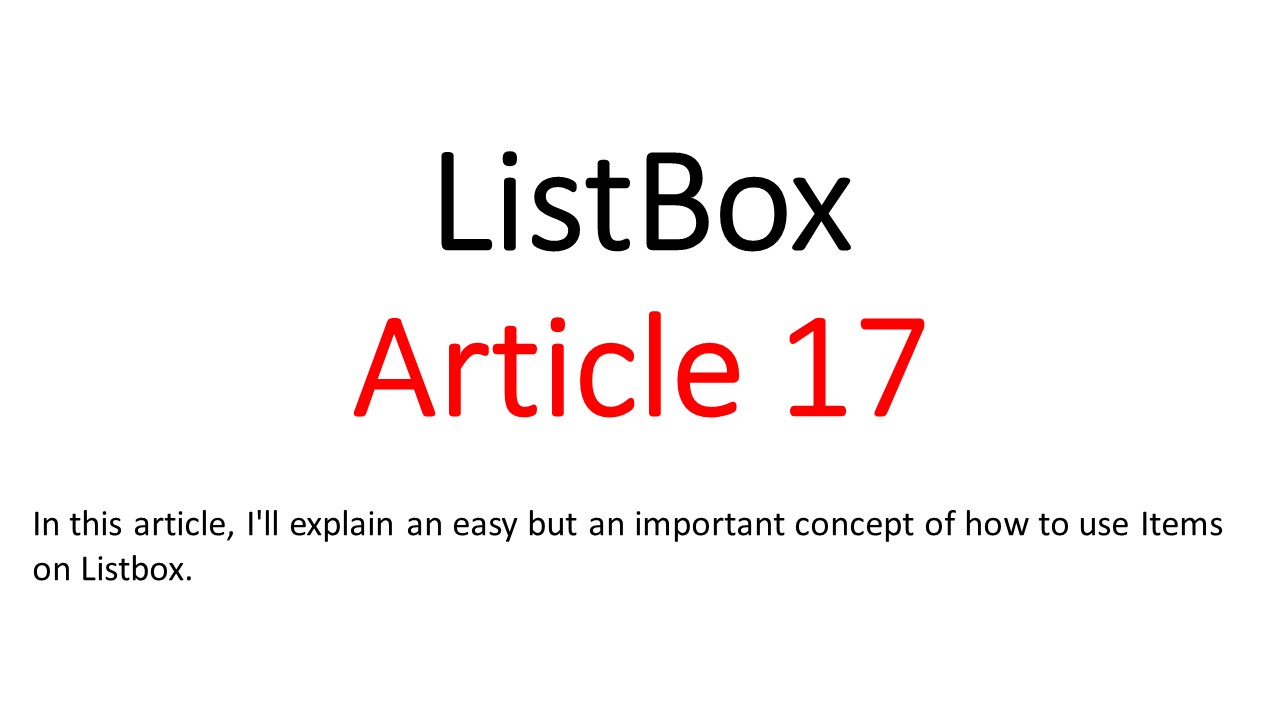 ListBox
Article 17
In this article, I'll explain an easy but an important concept of how to use Items
on Listbox.